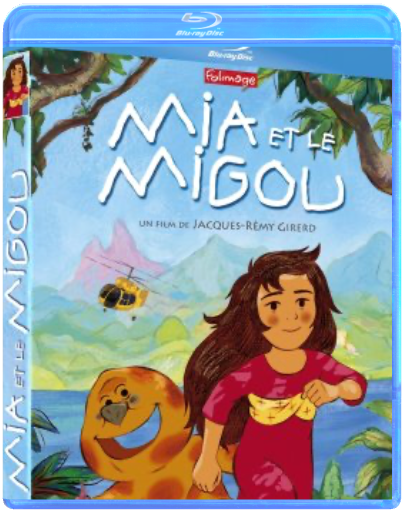 Blu-ray Disc
Blu-ray Disc
Folimage
MIA ET LE
MIGOU
UN FILM DE JACQUES-RÉMY GIRERD
MIA ET LE MIGOU